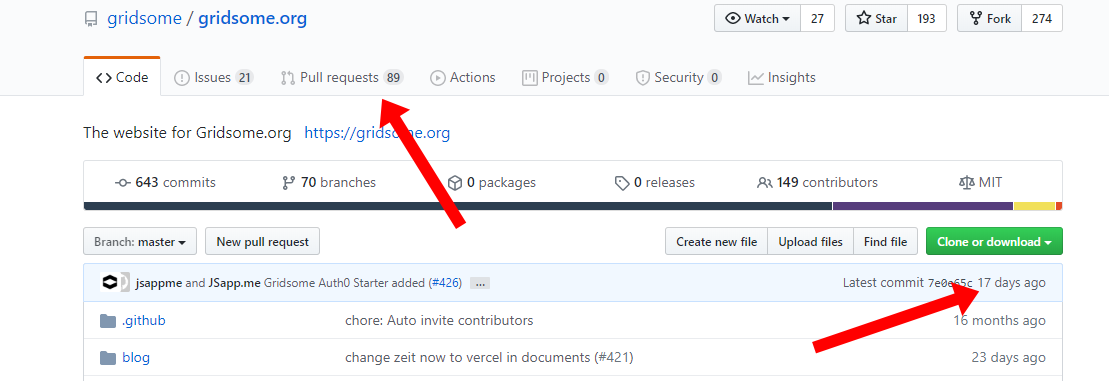 gridsome / gridsome.org Watch 27 Star 193 Fork 274
Code Issues 21 Pull requests 89 Actions Projects 0 Security 0 Insights
The website for Gridsome.org https://gridsome.org
643 commits 70 branches 0 packages 0 releases 149 contributors MIT
Branch: master New pull request Create new file Upload files Find file Clone or download
jsappme and JSapp.me Gridsome Auth0 Starter added (#426) ... Latest commit 17 days ago
.github chore: Auto invite contributors 16 months ago
blog change zeit now to vercel in documents (#421) 23 days ago